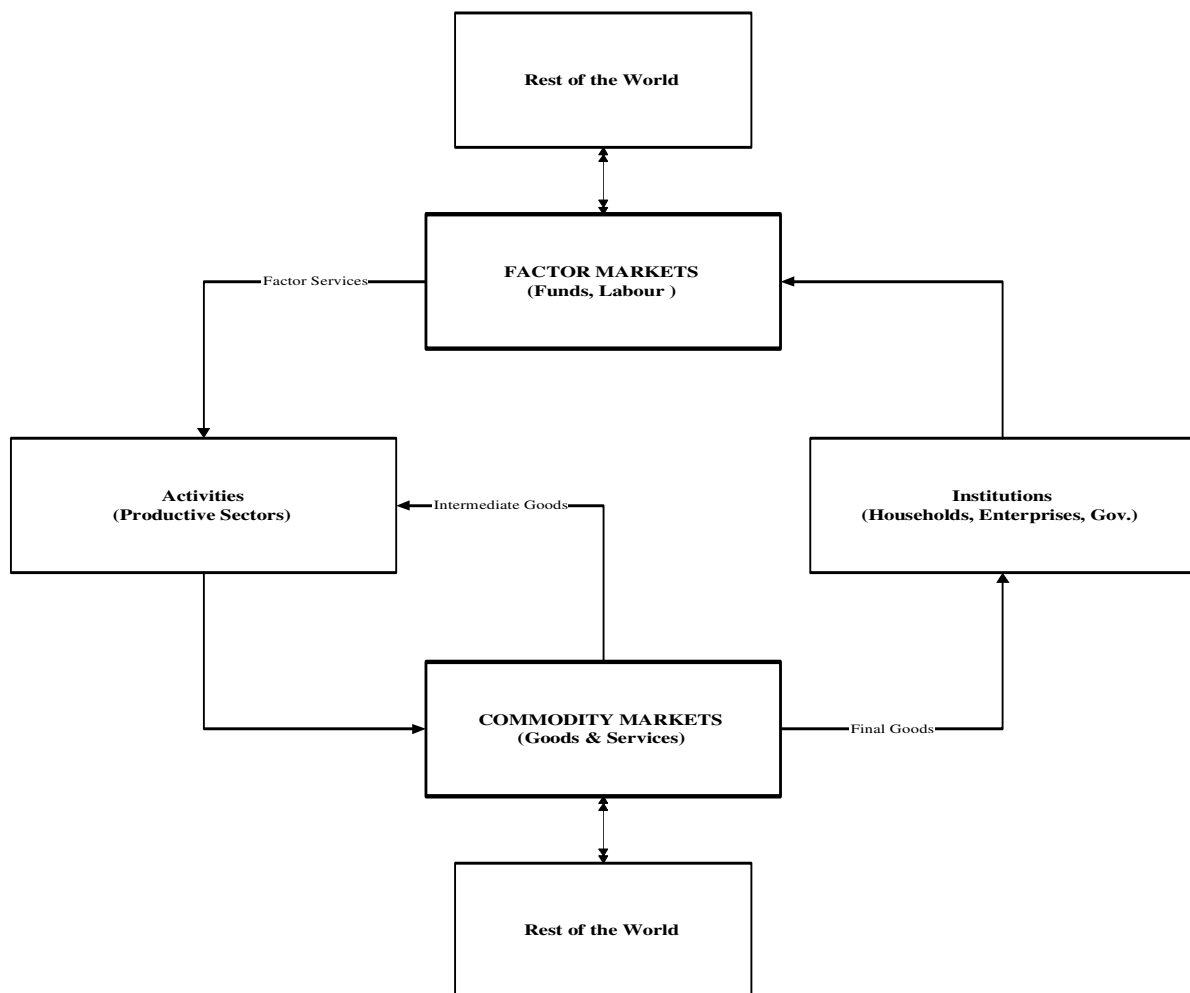 Rest of the World
FACTOR MARKETS
(Funds, Labour )
Factor Services
Activities
(Productive Sectors)
Intermediate Goods
Institutions
(Households, Enterprises, Gov.)
COMMODITY MARKETS
(Goods & Services)
Final Goods
Rest of the World